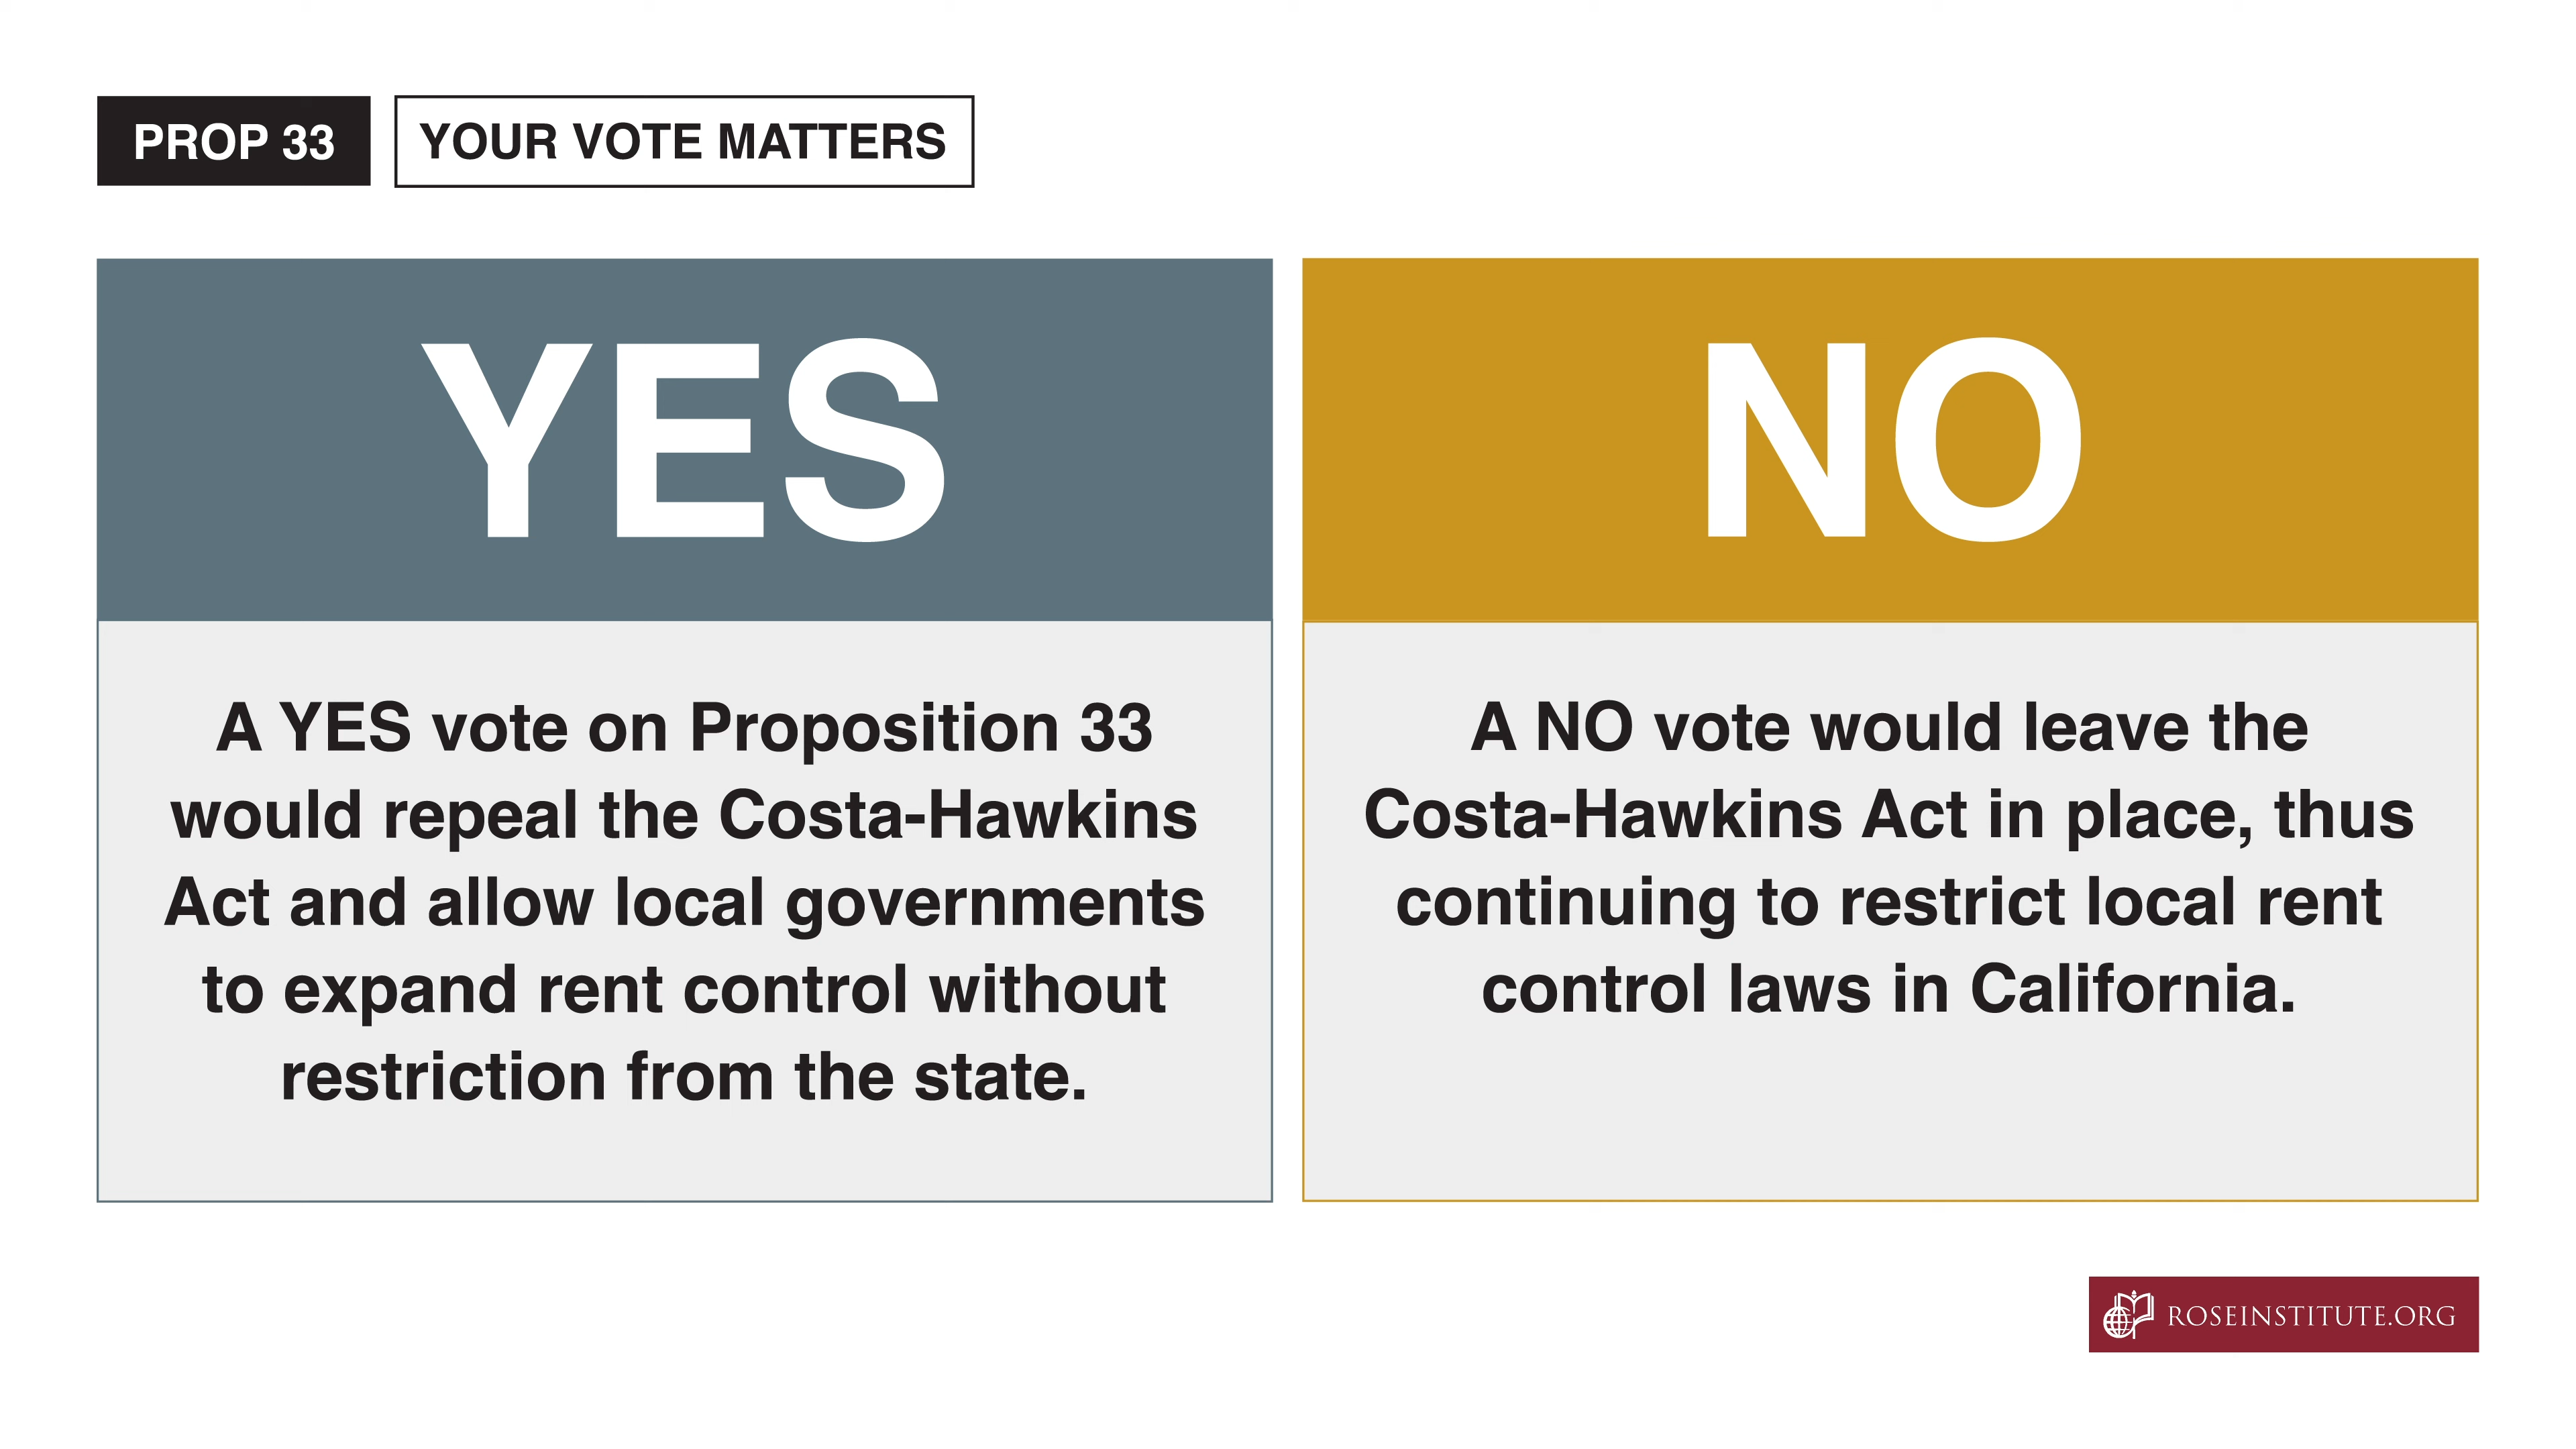 PROP 33
YOUR VOTE MATTERS
YES
A YES vote on Proposition 33
would repeal the Costa-Hawkins
Act and allow local governments
to expand rent control without
restriction from the state.
NO
A NO vote would leave the
Costa-Hawkins Act in place, thus
continuing to restrict local rent
control laws in California.
ROSEINSTITUTE.ORG